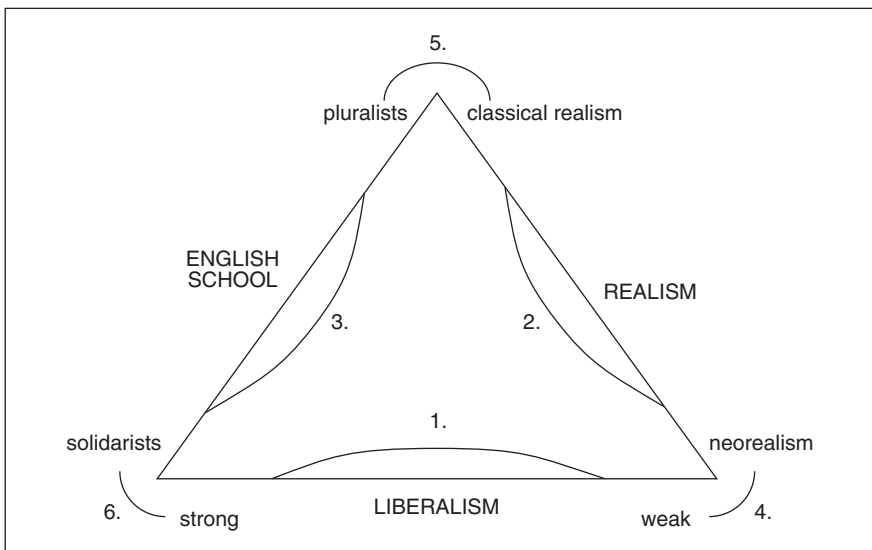 5.
pluralists classical realism
ENGLISH
SCHOOL
REALISM
3. 2.
1.
solidarists neorealism
6. strong LIBERALISM weak 4.